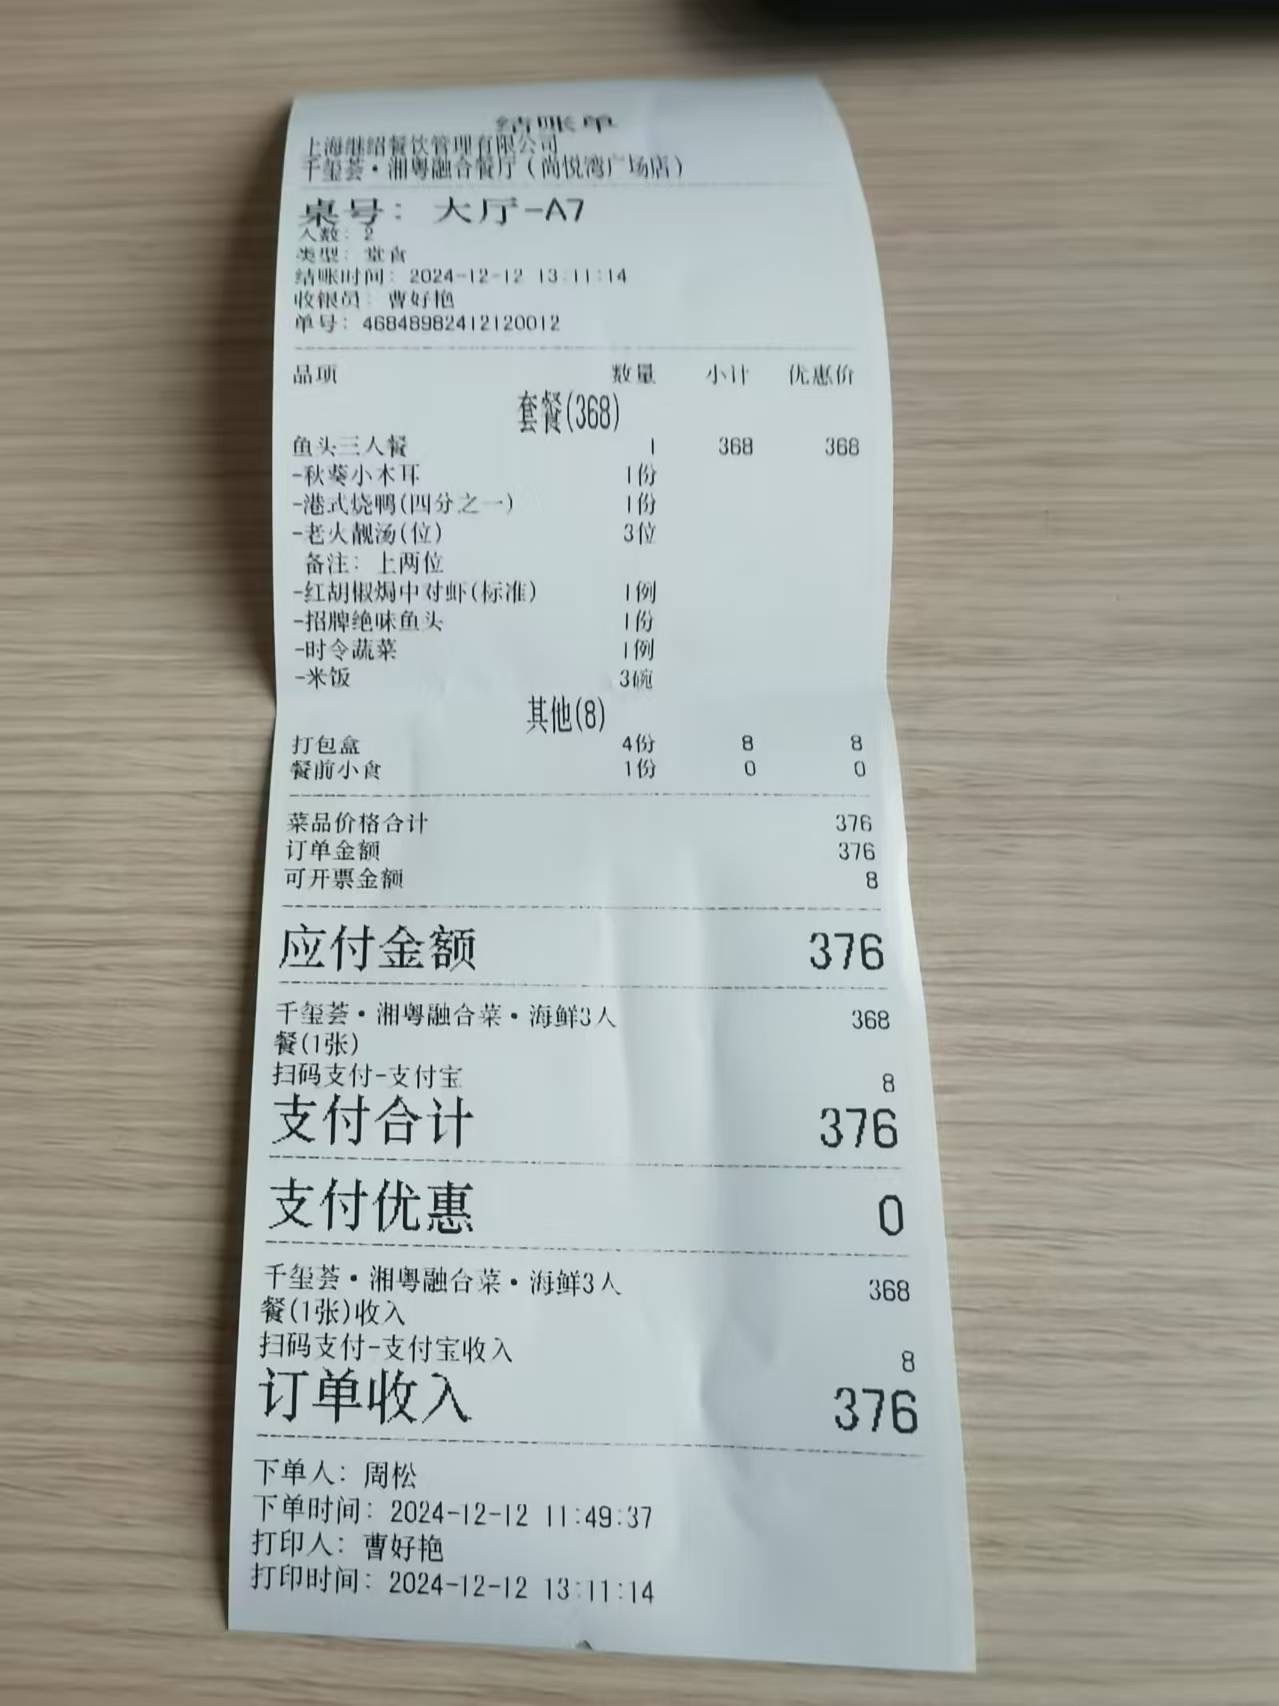 结账单
上海继绍餐饮管理有限公司
千玺荟·湘粤融合餐厅(尚悦湾广场店)
桌号: 大厅-A7
人数: 2
类型: 堂食
结账时间: 2024-12-12 13:11:14
收银员: 曹好艳
单号: 46848982412120012
品项 数量 小计 优惠价
套餐(368)
鱼头三人餐 1 368 368
-秋葵小木耳 1份
-港式烧鸭(四分之一) 1份
-老火靓汤(位) 3位
备注: 上两位
-红胡椒焗中对虾(标准) 1例
-招牌绝味鱼头 1份
-时令蔬菜 1例
-米饭 3碗
其他(8)
打包盒 4份 8 8
餐前小食 1份 0 0
菜品价格合计 376
订单金额 376
可开票金额 8
应付金额 376
千玺荟·湘粤融合菜·海鲜3人 368
餐(1张)
扫码支付-支付宝 8
支付合计 376
支付优惠 0
千玺荟·湘粤融合菜·海鲜3人 368
餐(1张)收入
扫码支付-支付宝收入 8
订单收入 376
下单人: 周松
下单时间: 2024-12-12 11:49:37
打印人: 曹好艳
打印时间: 2024-12-12 13:11:14